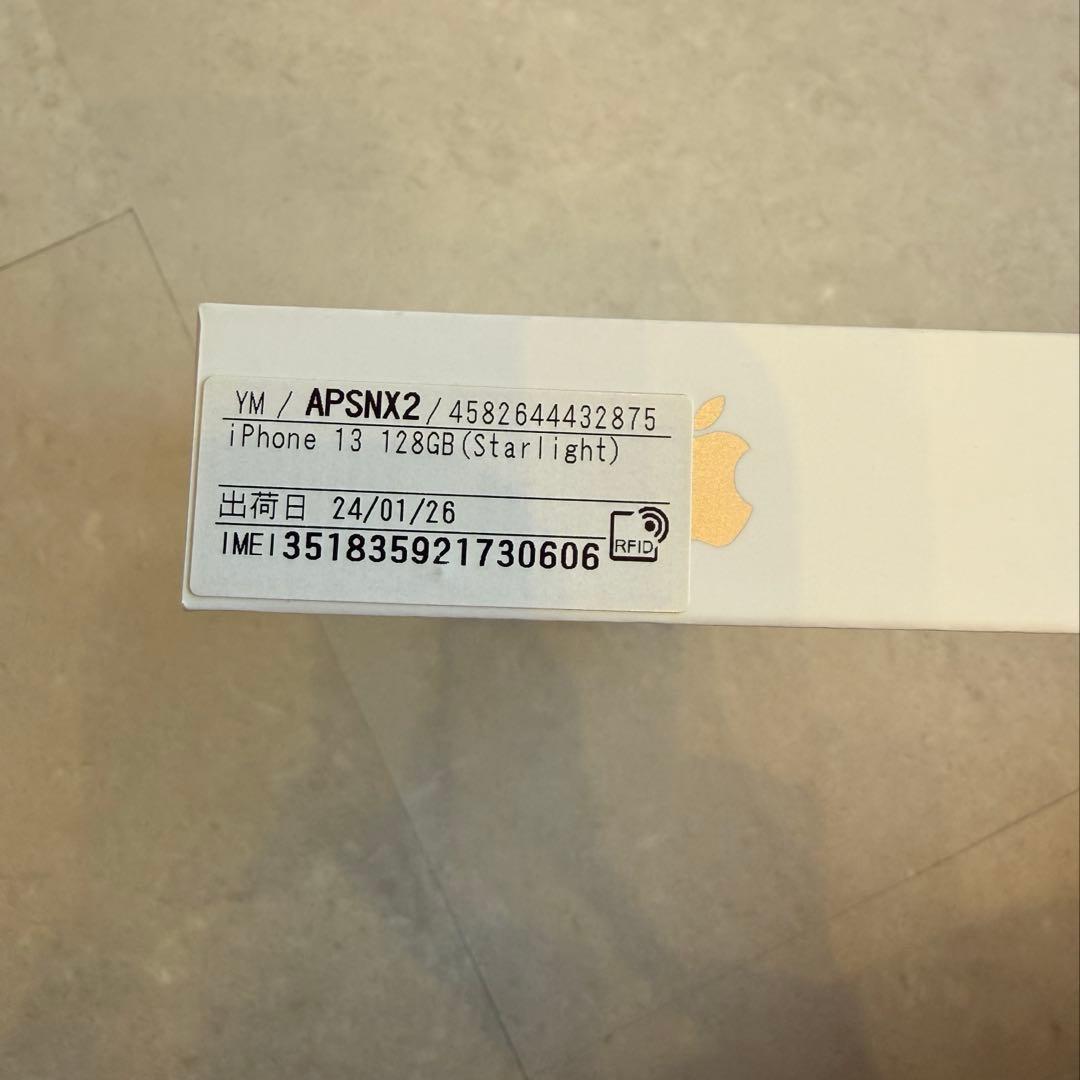 YM / APSNX2 / 4582644432875
iPhone 13 128GB(Starlight)
出荷日 24/01/26
IMEI 351835921730606
RFID